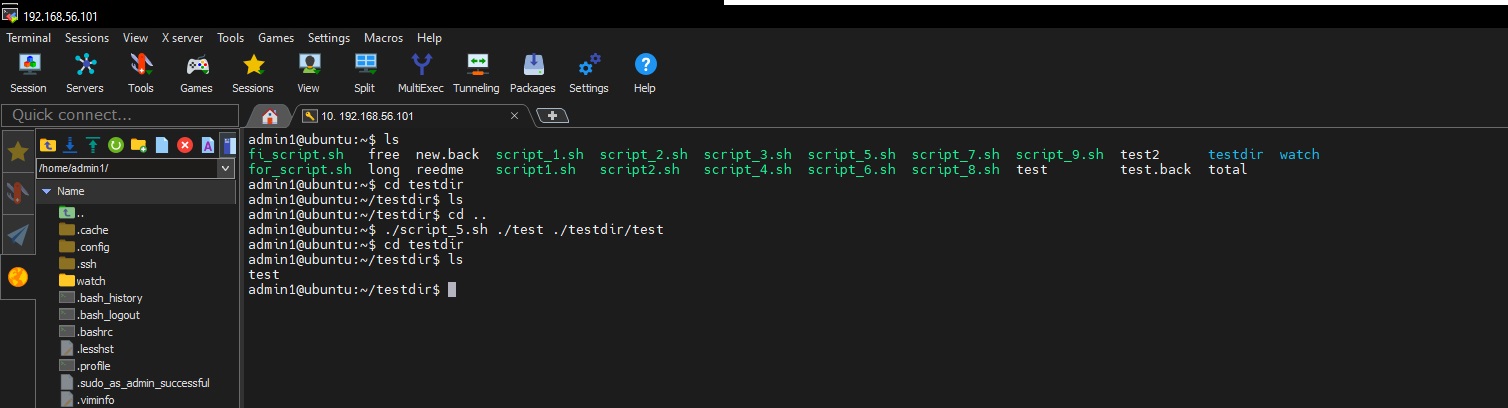 192.168.56.101
Terminal Sessions View X server Tools Games Settings Macros Help
Session Servers Tools Games Sessions View Split MultiExec Tunneling Packages Settings Help
Quick connect...
10. 192.168.56.101
/home/admin1/
Name
..
.cache
.config
.ssh
watch
.bash_history
.bash_logout
.bashrc
.lesshst
.profile
.sudo_as_admin_successful
.viminfo
admin1@ubuntu:~$ ls
fi_script.sh free new.back script_1.sh script_2.sh script_3.sh script_5.sh script_7.sh script_9.sh test2 testdir watch
for_script.sh long reedme script1.sh script2.sh script_4.sh script_6.sh script_8.sh test test.back total
admin1@ubuntu:~$ cd testdir
admin1@ubuntu:~/testdir$ ls
admin1@ubuntu:~/testdir$ cd ..
admin1@ubuntu:~$ ./script_5.sh ./test ./testdir/test
admin1@ubuntu:~$ cd testdir
admin1@ubuntu:~/testdir$ ls
test
admin1@ubuntu:~/testdir$